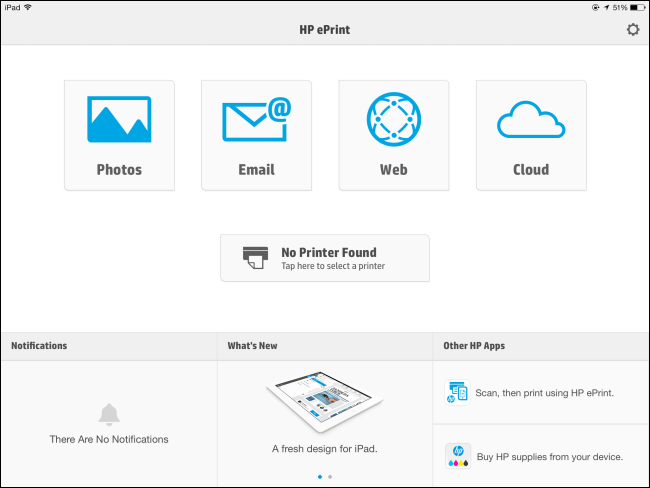 iPad 51%
HP ePrint
@
Photos Email Web Cloud
No Printer Found
Tap here to select a printer
Notifications What's New Other HP Apps
Scan, then print using HP ePrint.
There Are No Notifications
A fresh design for iPad.
hp Buy HP supplies from your device.